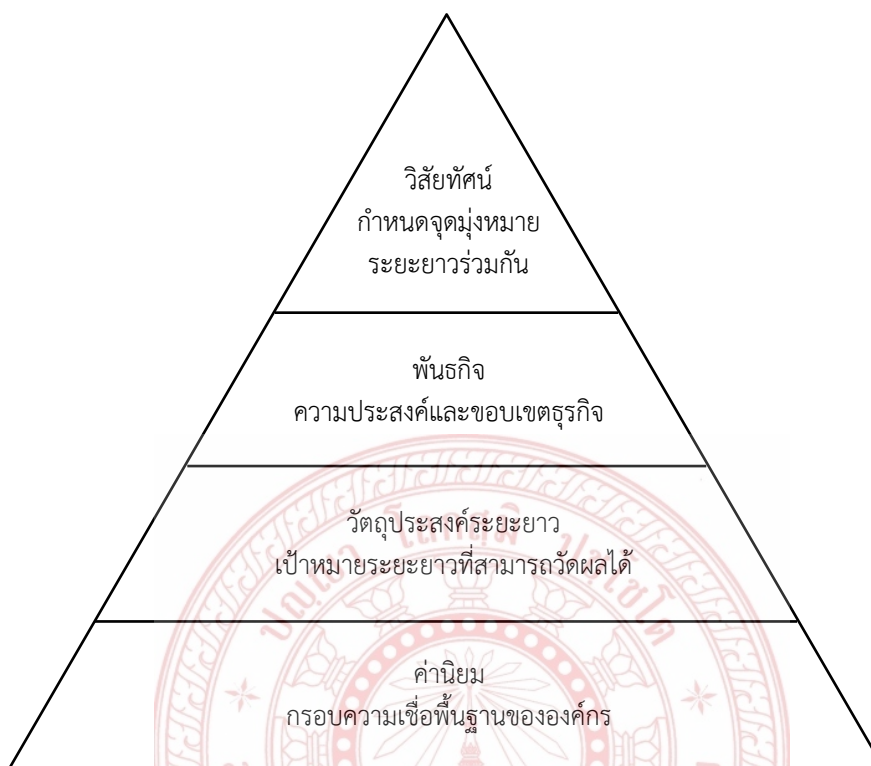 วิสัยทัศน์
กำหนดจุดมุ่งหมาย
ระยะยาวร่วมกัน
พันธกิจ
ความประสงค์และขอบเขตธุรกิจ
วัตถุประสงค์ระยะยาว
เป้าหมายระยะยาวที่สามารถวัดผลได้
ค่านิยม
กรอบความเชื่อพื้นฐานขององค์กร